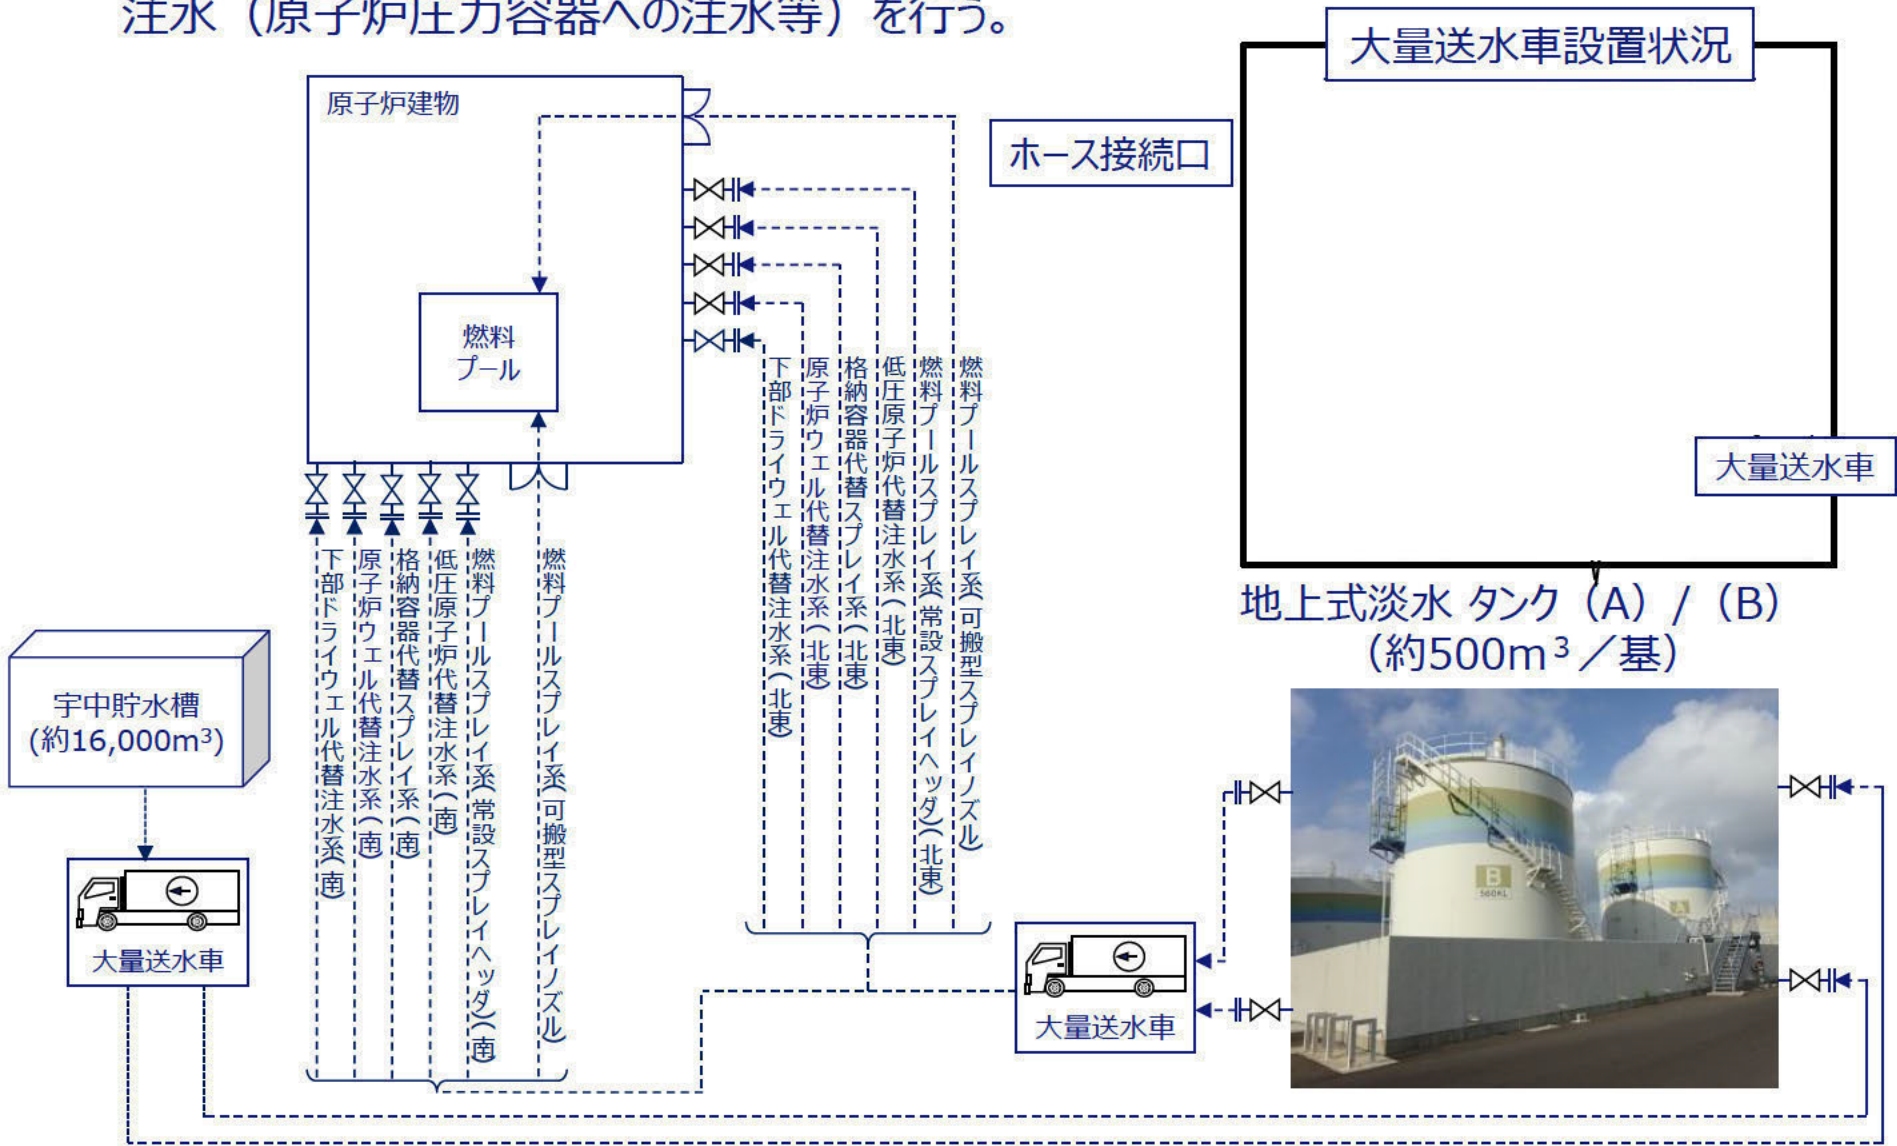 注水（原子炉圧力容器への注水等）を行う。
大量送水車設置状況
原子炉建物
ホース接続口
燃料
プール
大量送水車
下部ドライウェル代替注水系(北東)
原子炉ウェル代替注水系(北東)
格納容器代替スプレイ系(北東)
低圧原子炉代替注水系(北東)
燃料プールスプレイ系(常設スプレイヘッダ)(北東)
燃料プールスプレイ系(可搬型スプレイノズル)
下部ドライウェル代替注水系(南)
原子炉ウェル代替注水系(南)
格納容器代替スプレイ系(南)
低圧原子炉代替注水系(南)
燃料プールスプレイ系(常設スプレイヘッダ)(南)
燃料プールスプレイ系(可搬型スプレイノズル)
地上式淡水 タンク（A）/（B）
（約500m³／基）
宇中貯水槽
(約16,000m³)
大量送水車
大量送水車
B
560KL
A